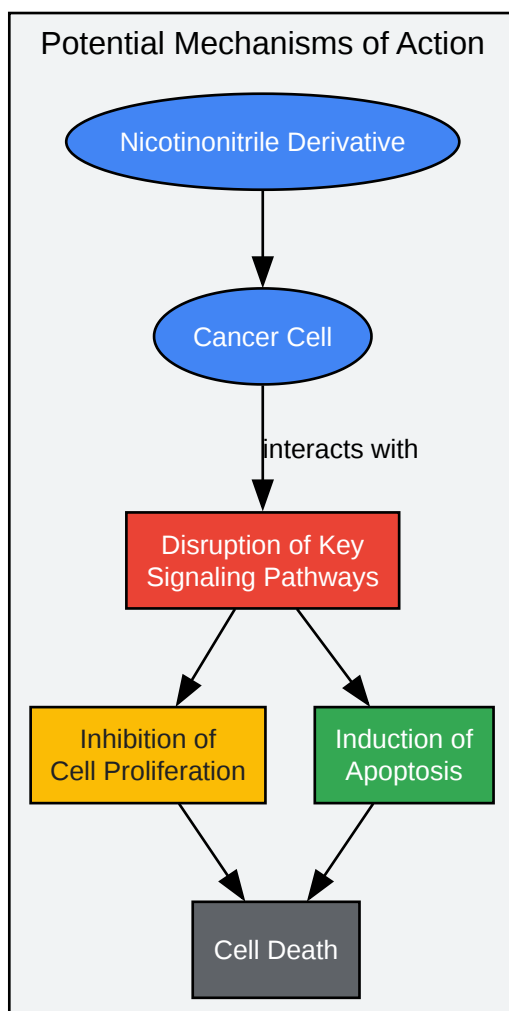 Potential Mechanisms of Action
Nicotinonitrile Derivative
Cancer Cell
interacts with
Disruption of Key
Signaling Pathways
Inhibition of
Cell Proliferation
Induction of
Apoptosis
Cell Death